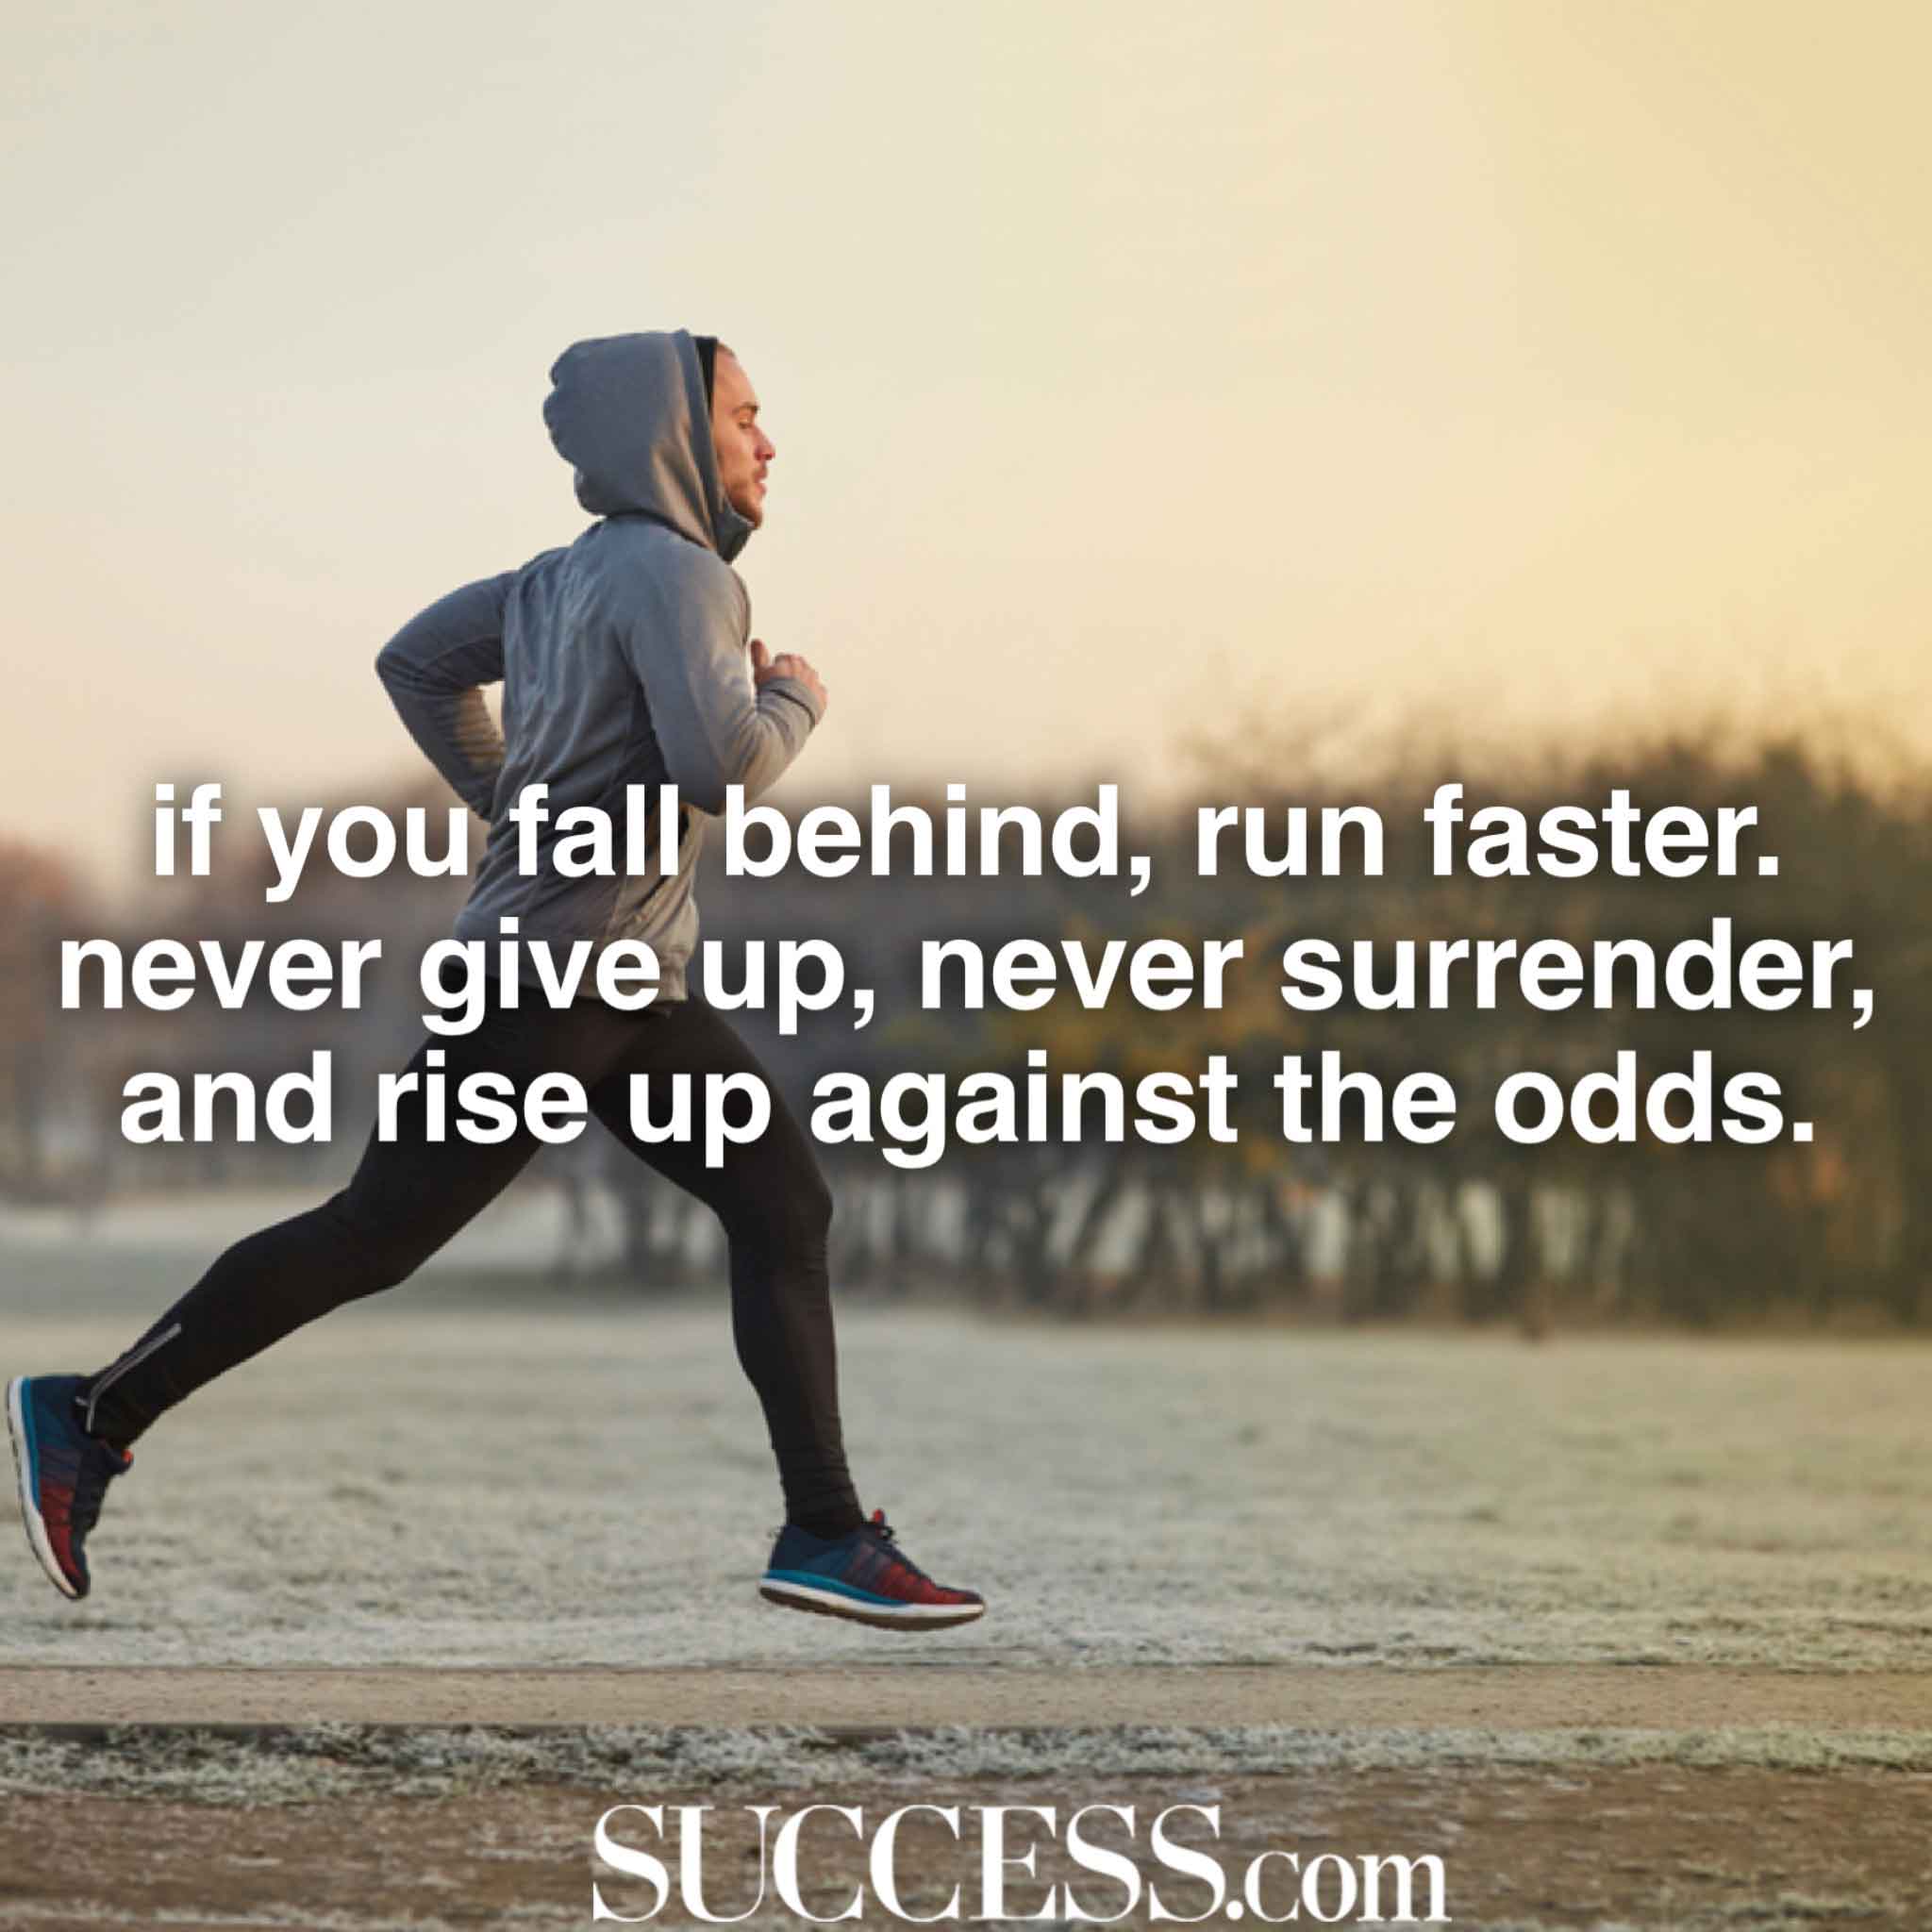 if you fall behind, run faster.
never give up, never surrender,
and rise up against the odds.
SUCCESS.com